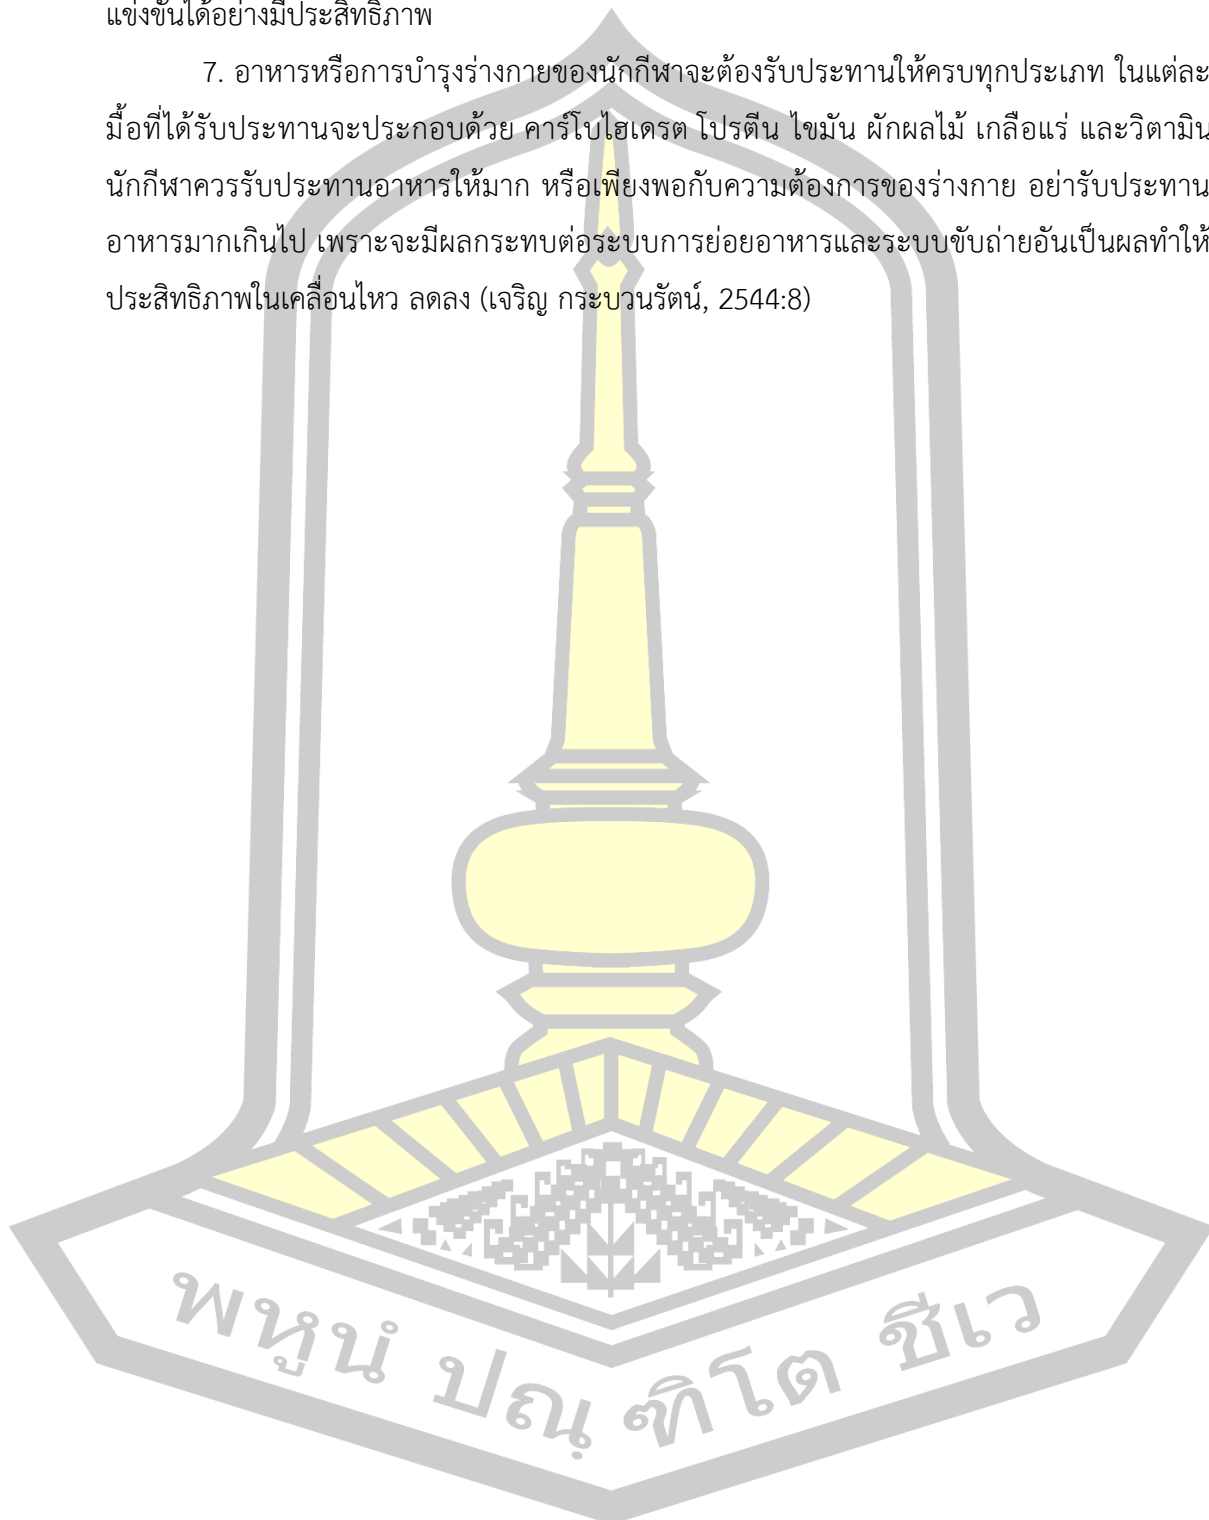 แข่งขันได้อย่างมีประสิทธิภาพ
7. อาหารหรือการบำรุงร่างกายของนักกีฬาจะต้องรับประทานให้ครบทุกประเภท ในแต่ละ
มื้อที่ได้รับประทานจะประกอบด้วย คาร์โบไฮเดรต โปรตีน ไขมัน ผักผลไม้ เกลือแร่ และวิตามิน
นักกีฬาควรรับประทานอาหารให้มาก หรือเพียงพอกับความต้องการของร่างกาย อย่ารับประทาน
อาหารมากเกินไป เพราะจะมีผลกระทบต่อระบบการย่อยอาหารและระบบขับถ่ายอันเป็นผลทำให้
ประสิทธิภาพในเคลื่อนไหว ลดลง (เจริญ กระบวนรัตน์, 2544:8)
พหูนํ ปณฺ ฑิโต ชีเว